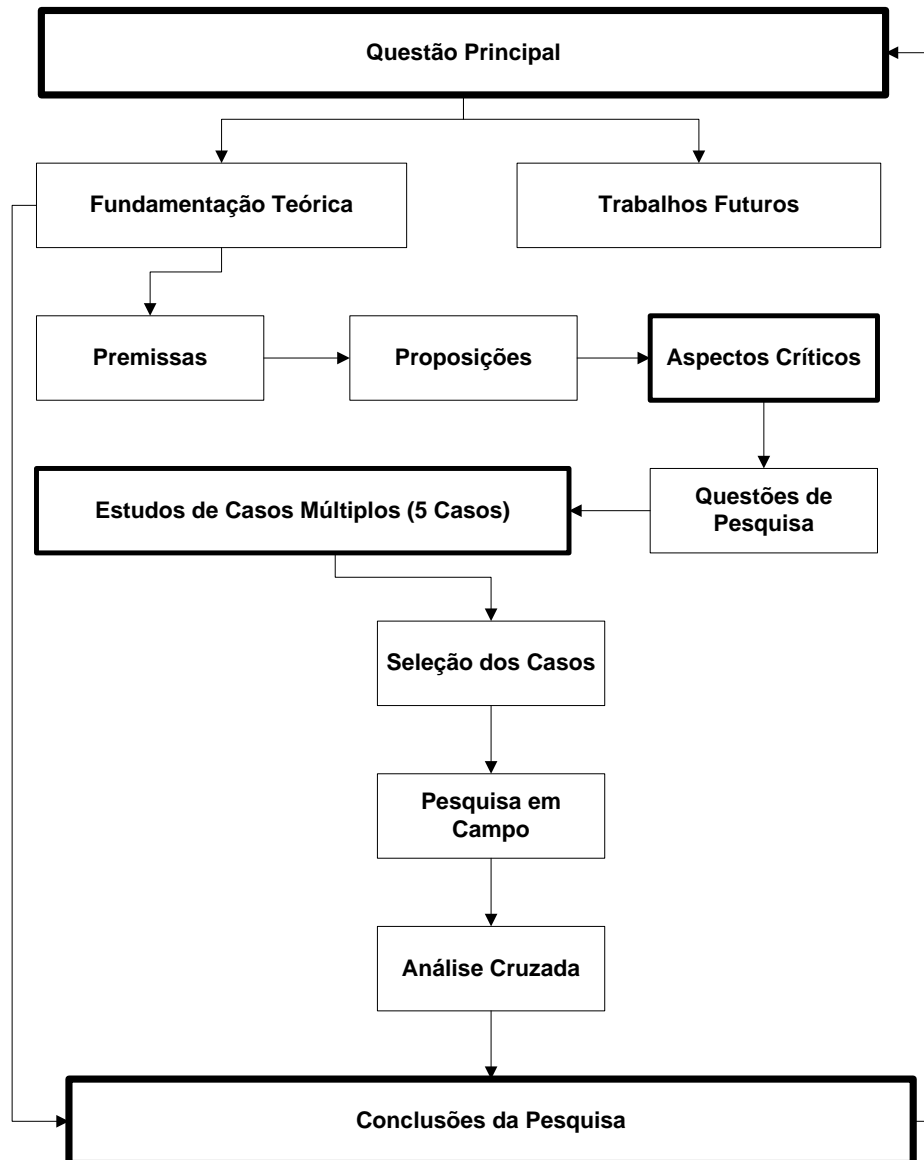 Questão Principal
Fundamentação Teórica
Trabalhos Futuros
Premissas
Proposições
Aspectos Críticos
Questões de
Pesquisa
Estudos de Casos Múltiplos (5 Casos)
Seleção dos Casos
Pesquisa em
Campo
Análise Cruzada
Conclusões da Pesquisa